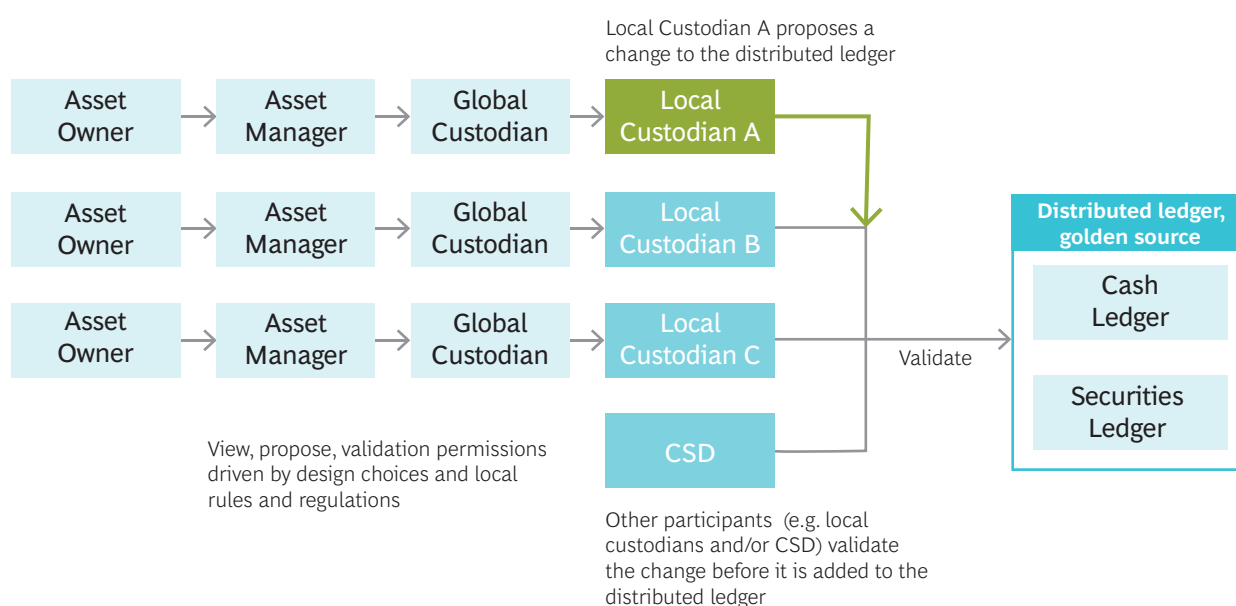 Local Custodian A proposes a
change to the distributed ledger
Asset
Owner
Asset
Manager
Global
Custodian
Local
Custodian A
Asset
Owner
Asset
Manager
Global
Custodian
Local
Custodian B
Asset
Owner
Asset
Manager
Global
Custodian
Local
Custodian C
CSD
Validate
Distributed ledger,
golden source
Cash
Ledger
Securities
Ledger
View, propose, validation permissions
driven by design choices and local
rules and regulations
Other participants (e.g. local
custodians and/or CSD) validate
the change before it is added to the
distributed ledger